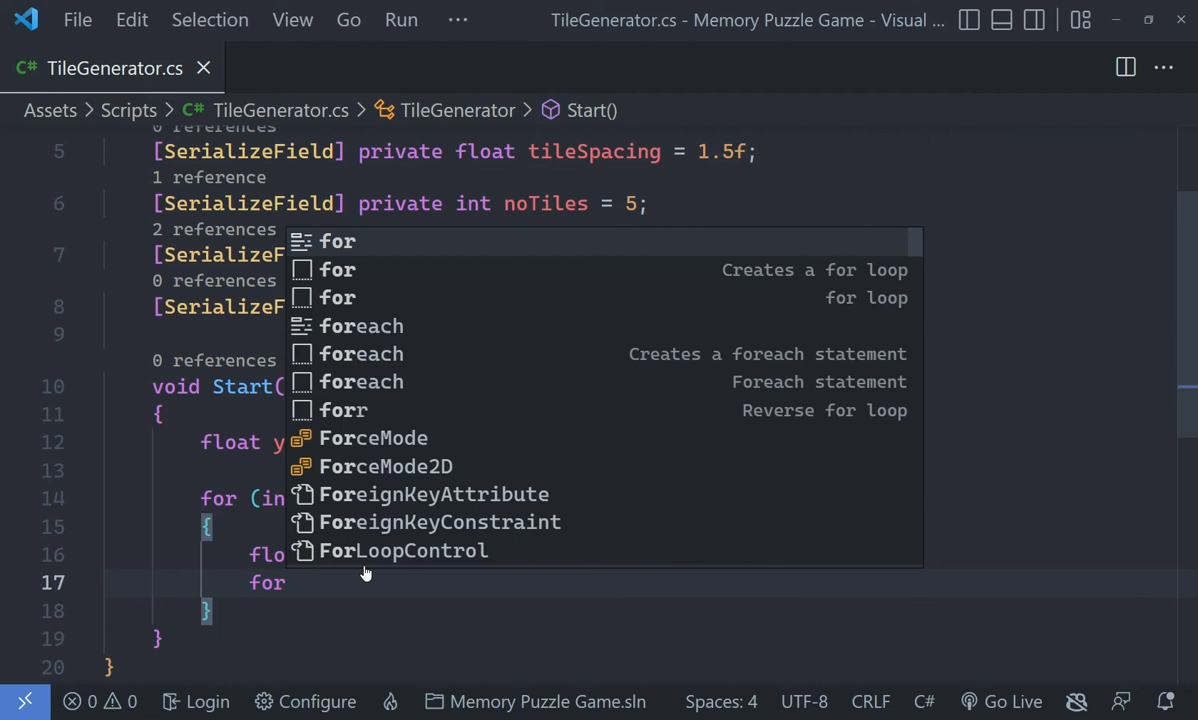 File Edit Selection View Go Run ··· TileGenerator.cs - Memory Puzzle Game - Visual ...
C# TileGenerator.cs
Assets > Scripts > C# TileGenerator.cs > TileGenerator > Start()
0 references
5 [SerializeField] private float tileSpacing = 1.5f;
1 reference
6 [SerializeField] private int noTiles = 5;
2 references
for
7 [SerializeF
for Creates a for loop
0 references
for for loop
8 [SerializeF
foreach
9
foreach Creates a foreach statement
0 references
foreach Foreach statement
10 void Start(
forr Reverse for loop
11 {
ForceMode
12 float y
ForceMode2D
13
ForeignKeyAttribute
14 for (in
ForeignKeyConstraint
15 {
ForLoopControl
16 flo
17 for
18 }
19 }
20 }
0 0 Login Configure Memory Puzzle Game.sln Spaces: 4 UTF-8 CRLF C# Go Live